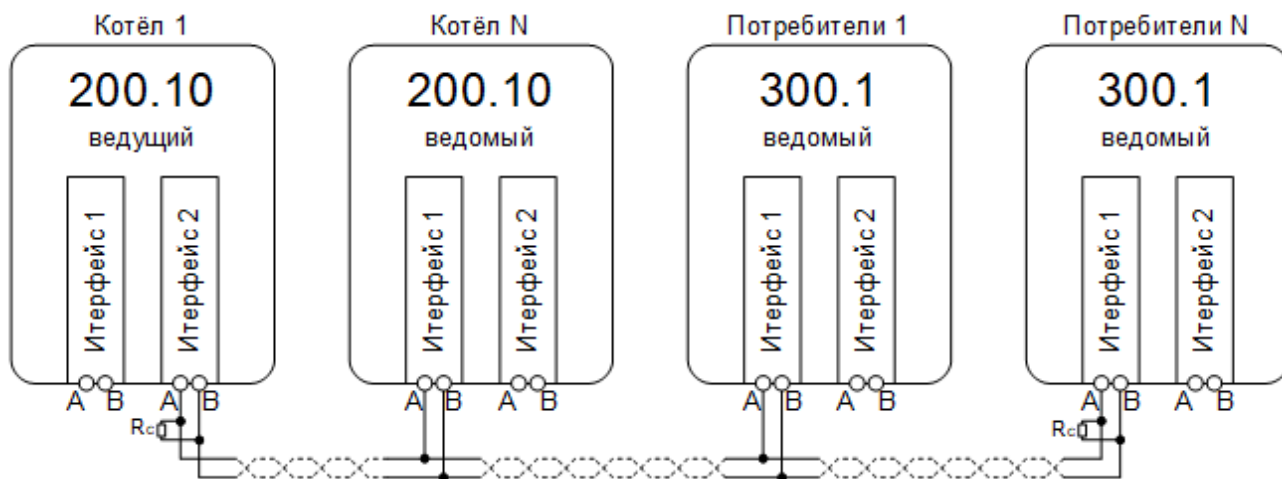 Котёл 1
Котёл N
Потребители 1
Потребители N
200.10
200.10
300.1
300.1
ведущий
ведомый
ведомый
ведомый
Итерфейс 1
Итерфейс 2
Итерфейс 1
Итерфейс 2
Итерфейс 1
Итерфейс 2
Итерфейс 1
Итерфейс 2
A B A B A B A B A B A B A B A B
Rc
Rc